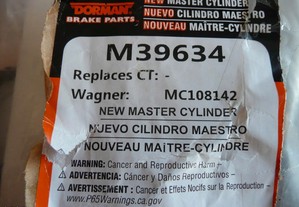 DORMAN
BRAKE PARTS
NEW MASTER CYLINDER
NUEVO CILINDRO MAESTRO
NOUVEAU MAÎTRE-CYLINDRE
M39634
Replaces CT: -
Wagner: MC108142
NEW MASTER CYLINDER
NUEVO CILINDRO MAESTRO
NOUVEAU MAÎTRE-CYLINDRE
WARNING: Cancer and Reproductive Harm -
ADVERTENCIA: Cáncer y Daños Reproductivos -
AVERTISSEMENT : Cancer et Effets Nocifs sur la Reproduction -
www.P65Warnings.ca.gov